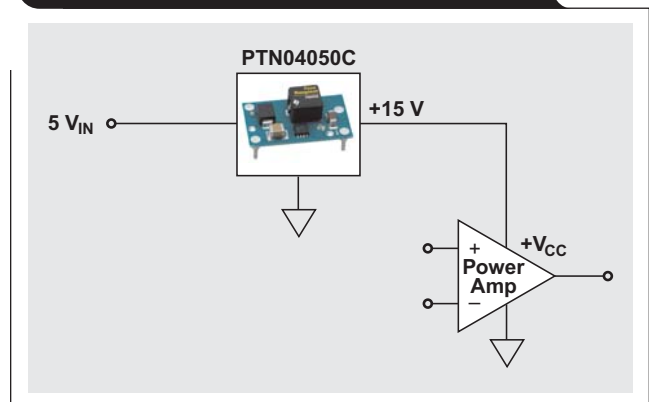 PTN04050C
5 VIN
+15 V
+VCC
+
Power
Amp
–